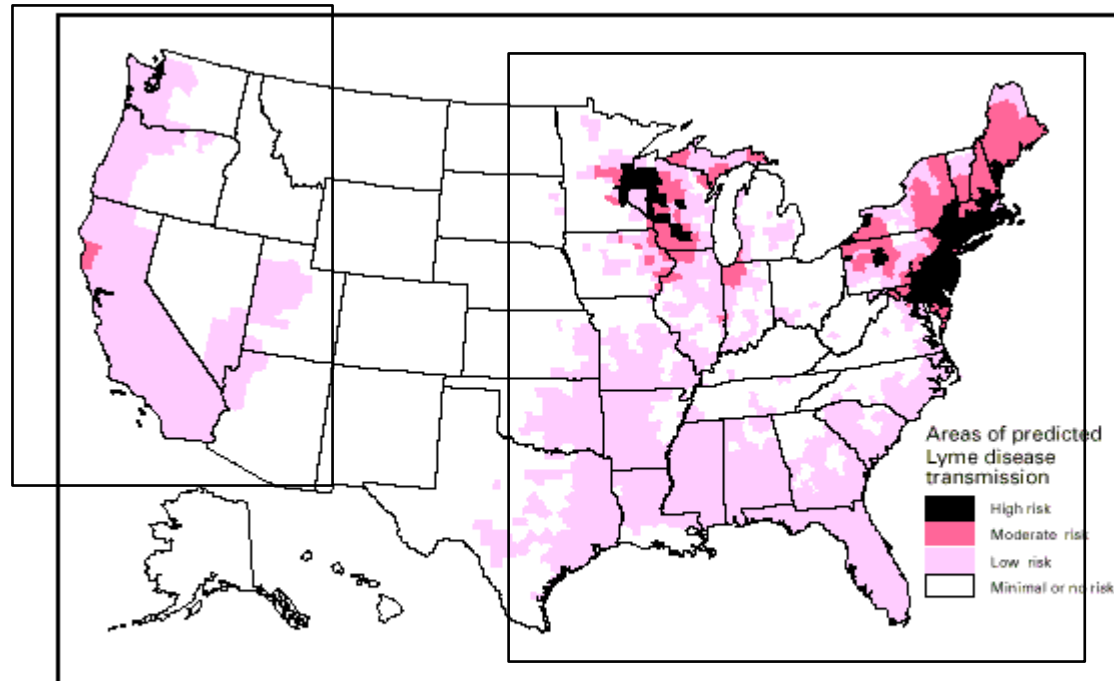 Areas of predicted
Lyme disease
transmission
High risk
Moderate risk
Low risk
Minimal or no risk